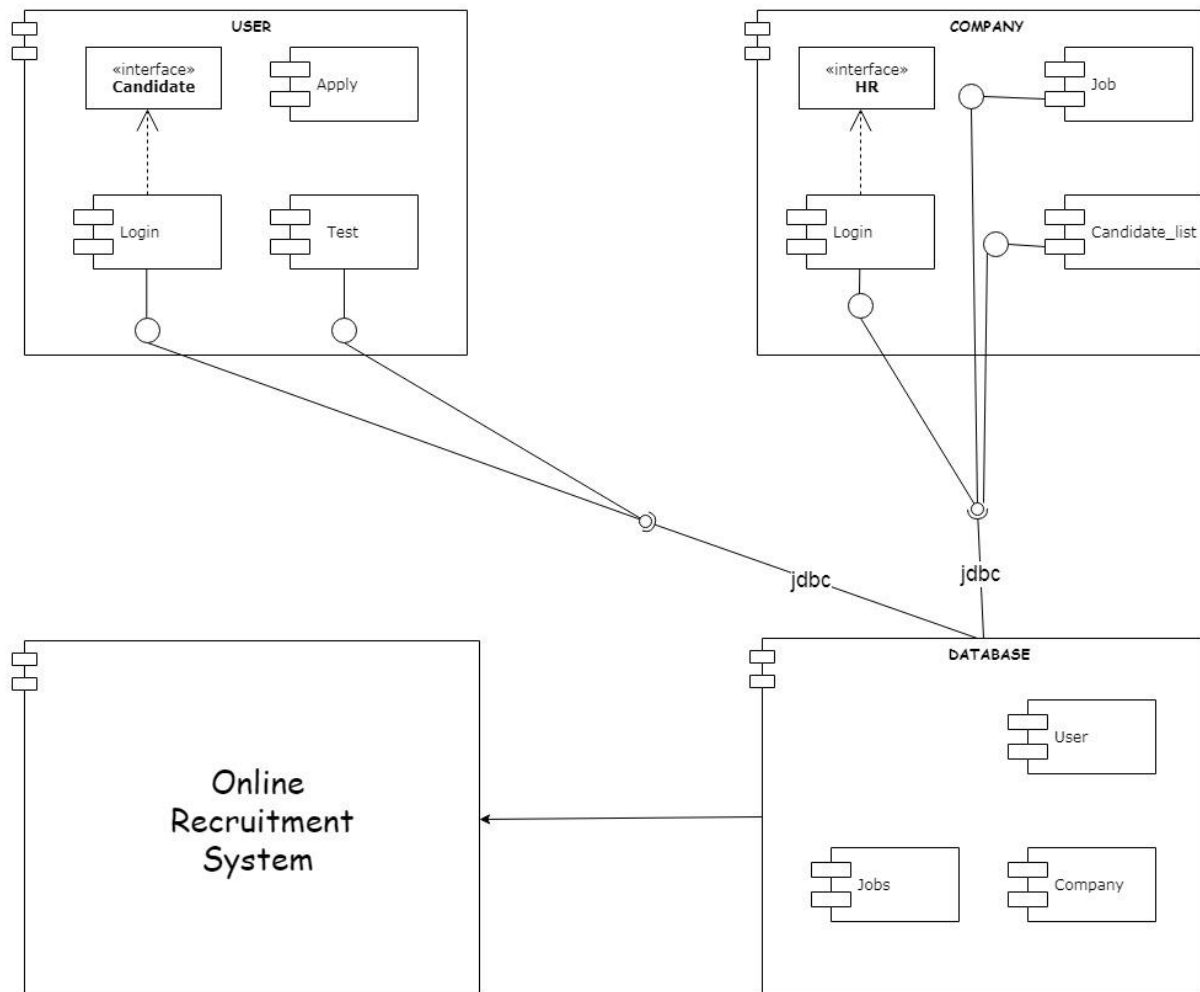 USER
«interface»
Candidate
Apply
Login
Test
COMPANY
«interface»
HR
Job
Login
Candidate_list
jdbc
jdbc
Online
Recruitment
System
DATABASE
User
Jobs
Company